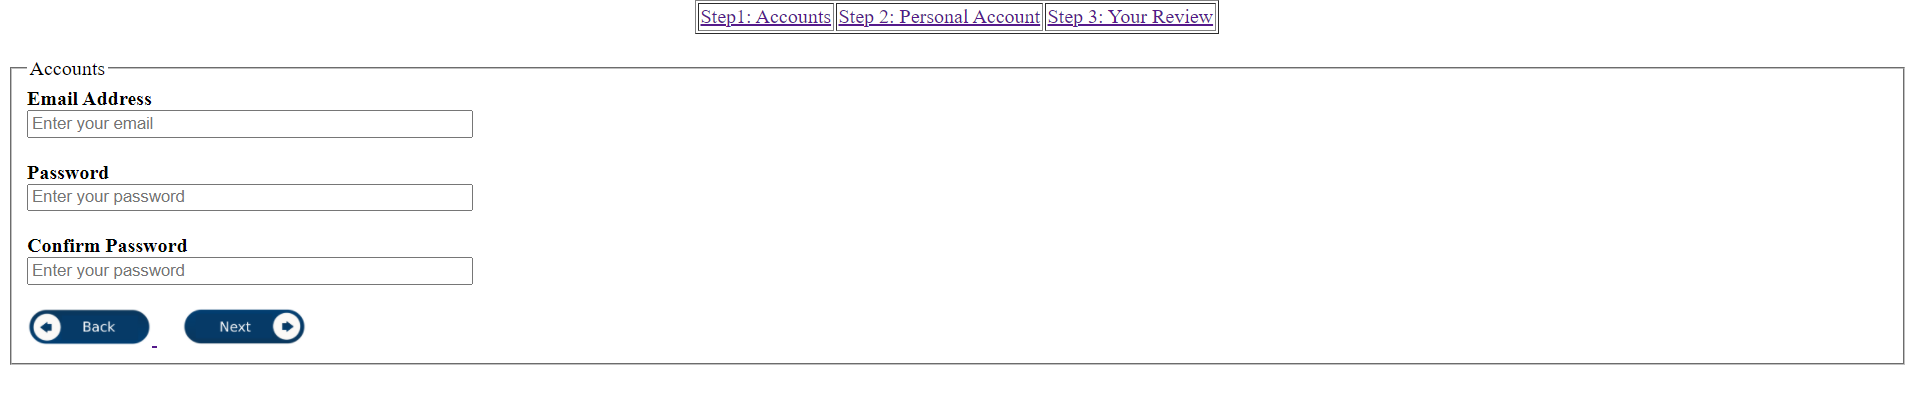 Step1: Accounts Step 2: Personal Account Step 3: Your Review
Accounts
Email Address
Enter your email
Password
Enter your password
Confirm Password
Enter your password
Back Next